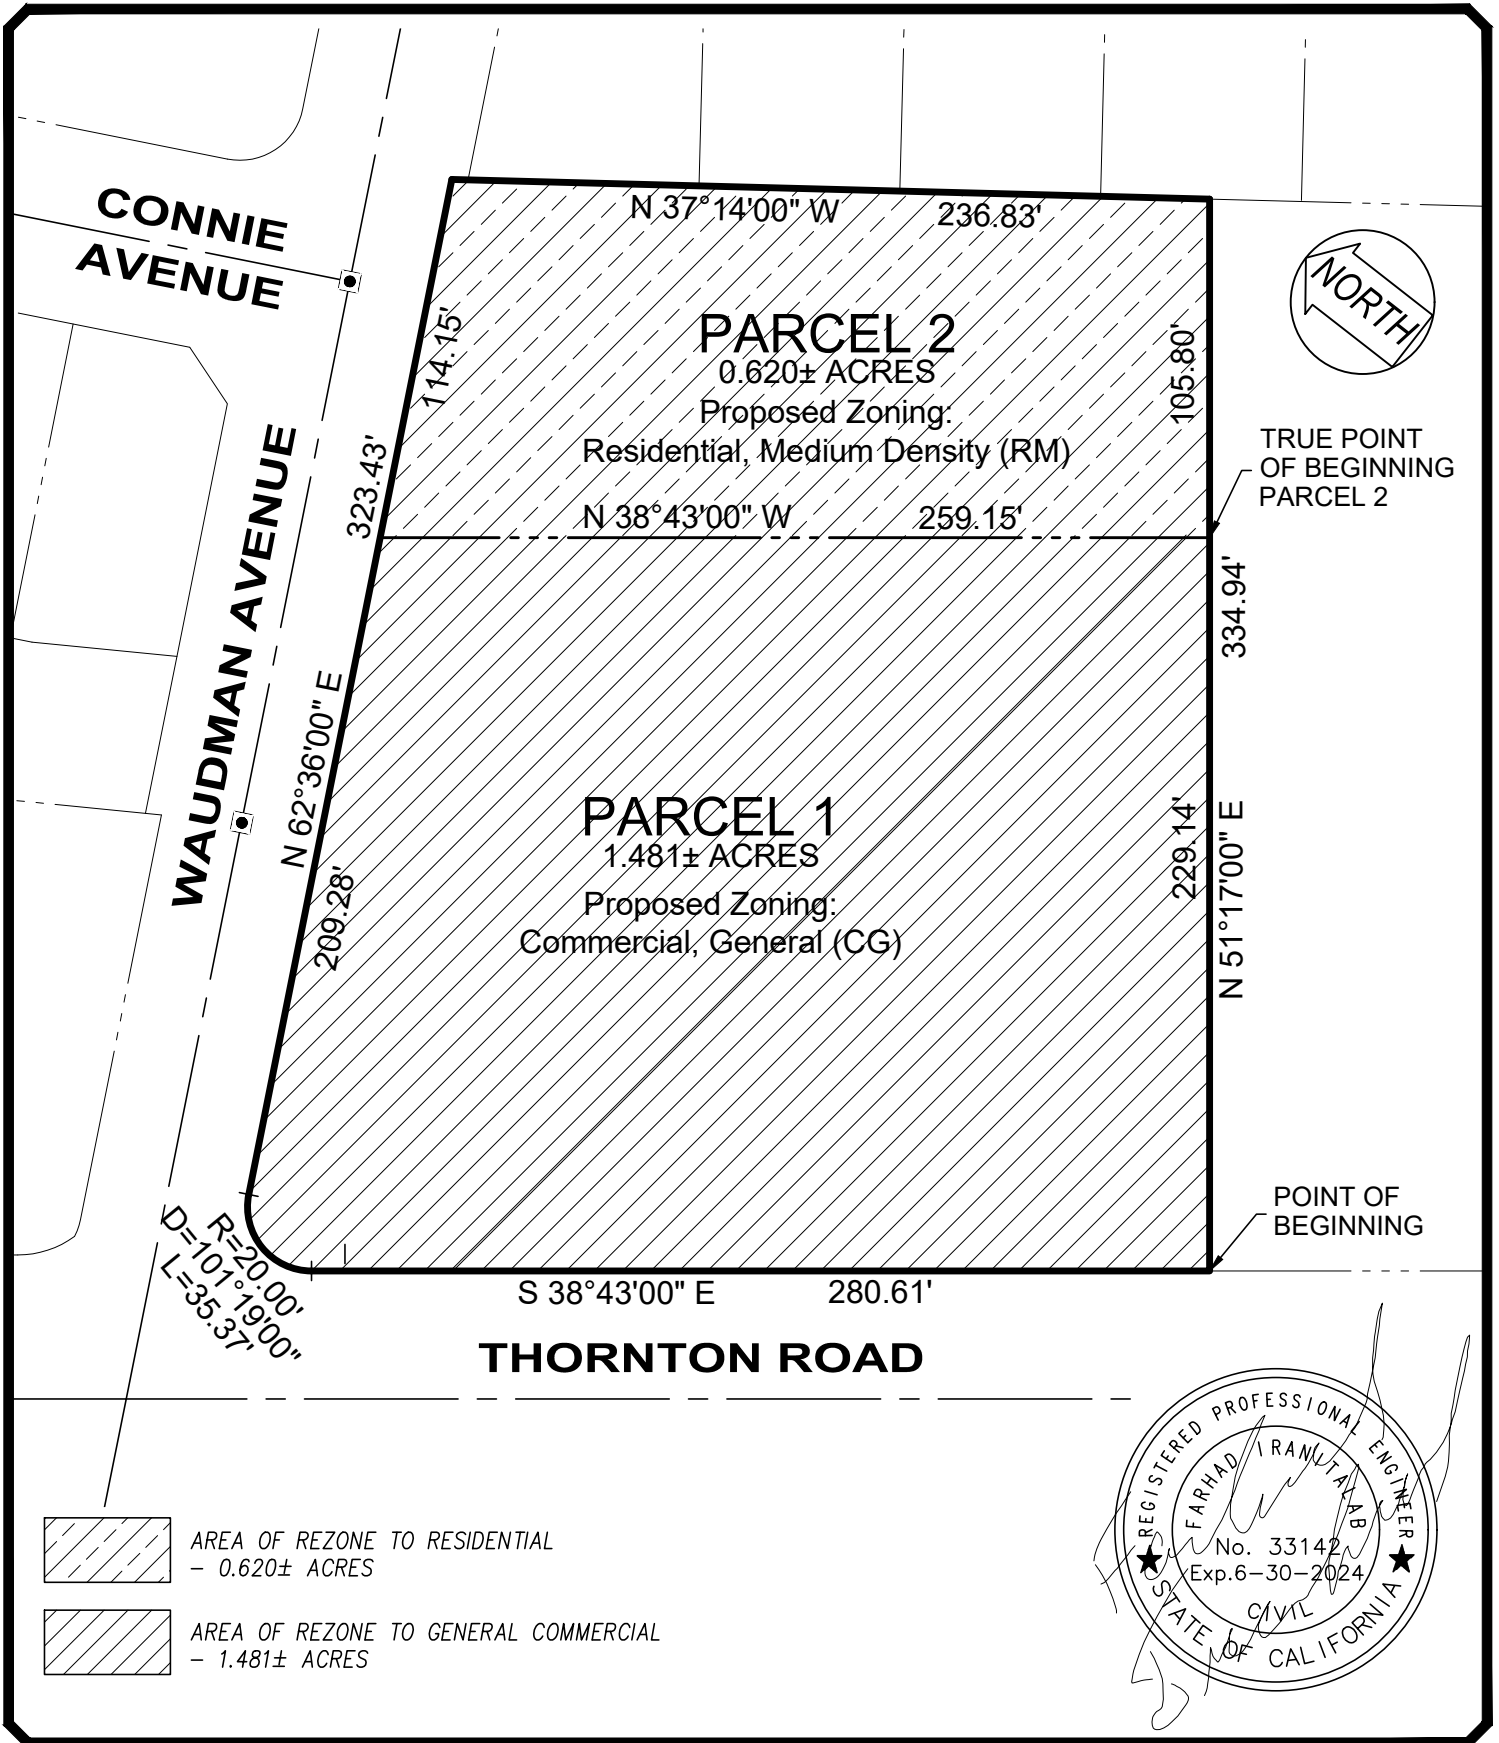 CONNIE
AVENUE
N 37°14'00" W
236.83'
NORTH
114.15'
PARCEL 2
0.620± ACRES
Proposed Zoning:
Residential, Medium Density (RM)
105.80'
TRUE POINT
OF BEGINNING
PARCEL 2
N 38°43'00" W
259.15'
323.43'
WAUDMAN AVENUE
N 62°36'00" E
209.28'
PARCEL 1
1.481± ACRES
Proposed Zoning:
Commercial, General (CG)
334.94'
229.14'
N 51°17'00" E
POINT OF
BEGINNING
R=20.00'
D=101°19'00"
L=35.37'
S 38°43'00" E
280.61'
THORNTON ROAD
AREA OF REZONE TO RESIDENTIAL
- 0.620± ACRES
AREA OF REZONE TO GENERAL COMMERCIAL
- 1.481± ACRES
REGISTERED PROFESSIONAL ENGINEER
FARHAD IRANITALAB
No. 33142
Exp.6-30-2024
CIVIL
STATE OF CALIFORNIA